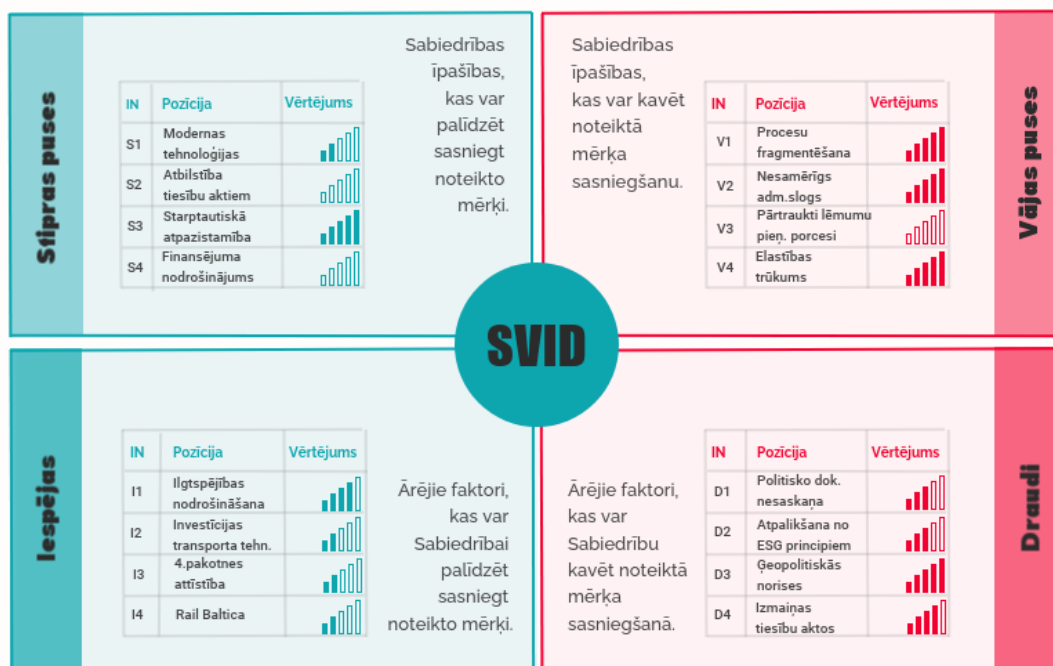 Stipras puses
Sabiedrības
īpašības,
kas var
palīdzēt
sasniegt
noteikto
mērķi.
IN Pozīcija Vērtējums
S1 Modernas
tehnoloģijas
S2 Atbilstība
tiesību aktiem
S3 Starptautiskā
atpazistamība
S4 Finansējuma
nodrošinājums
Sabiedrības
īpašības,
kas var kavēt
noteiktā
mērķa
sasniegšanu.
IN Pozīcija Vērtējums
V1 Procesu
fragmentēšana
V2 Nesamērīgs
adm.slogs
V3 Pārtraukti lēmumu
pieņ. porcesi
V4 Elastības
trūkums
Vājas puses
SVID
Iespējas
IN Pozīcija Vērtējums
I1 Ilgtspējības
nodrošināšana
I2 Investīcijas
transporta tehn.
I3 4.pakotnes
attīstība
I4 Rail Baltica
Ārējie faktori,
kas var
Sabiedrībai
palīdzēt
sasniegt
noteikto mērķi.
Ārējie faktori,
kas var
Sabiedrību
kavēt noteiktā
mērķa
sasniegšanā.
IN Pozīcija Vērtējums
D1 Politisko dok.
nesaskaņa
D2 Atpalikšana no
ESG principiem
D3 Ģeopolitiskās
norises
D4 Izmaiņas
tiesību aktos
Draudi